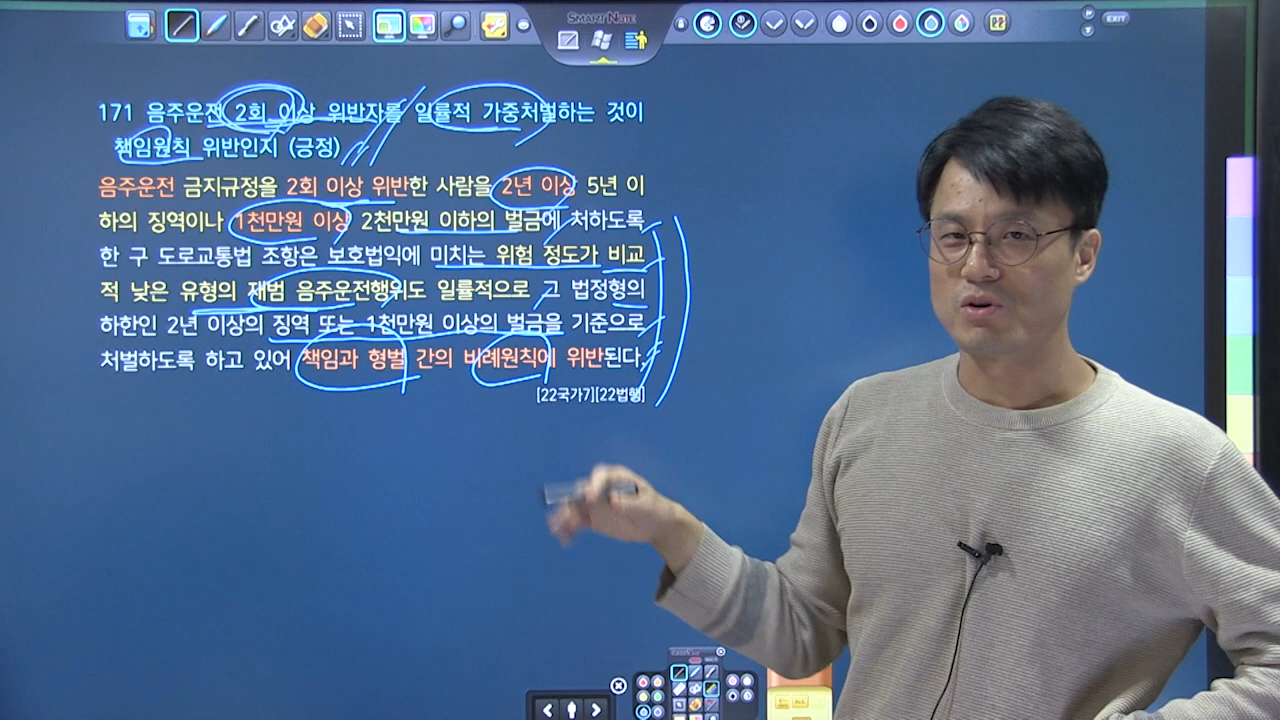 SMART NOTE
EXIT
171 음주운전 2회 이상 위반자를 일률적 가중처벌하는 것이
책임원칙 위반인지 (긍정)
음주운전 금지규정을 2회 이상 위반한 사람을 2년 이상 5년 이
하의 징역이나 1천만원 이상 2천만원 이하의 벌금에 처하도록
한 구 도로교통법 조항은 보호법익에 미치는 위험 정도가 비교
적 낮은 유형의 재범 음주운전행위도 일률적으로 그 법정형의
하한인 2년 이상의 징역 또는 1천만원 이상의 벌금을 기준으로
처벌하도록 하고 있어 책임과 형벌 간의 비례원칙에 위반된다.
[22국가7][22법행]
ALL